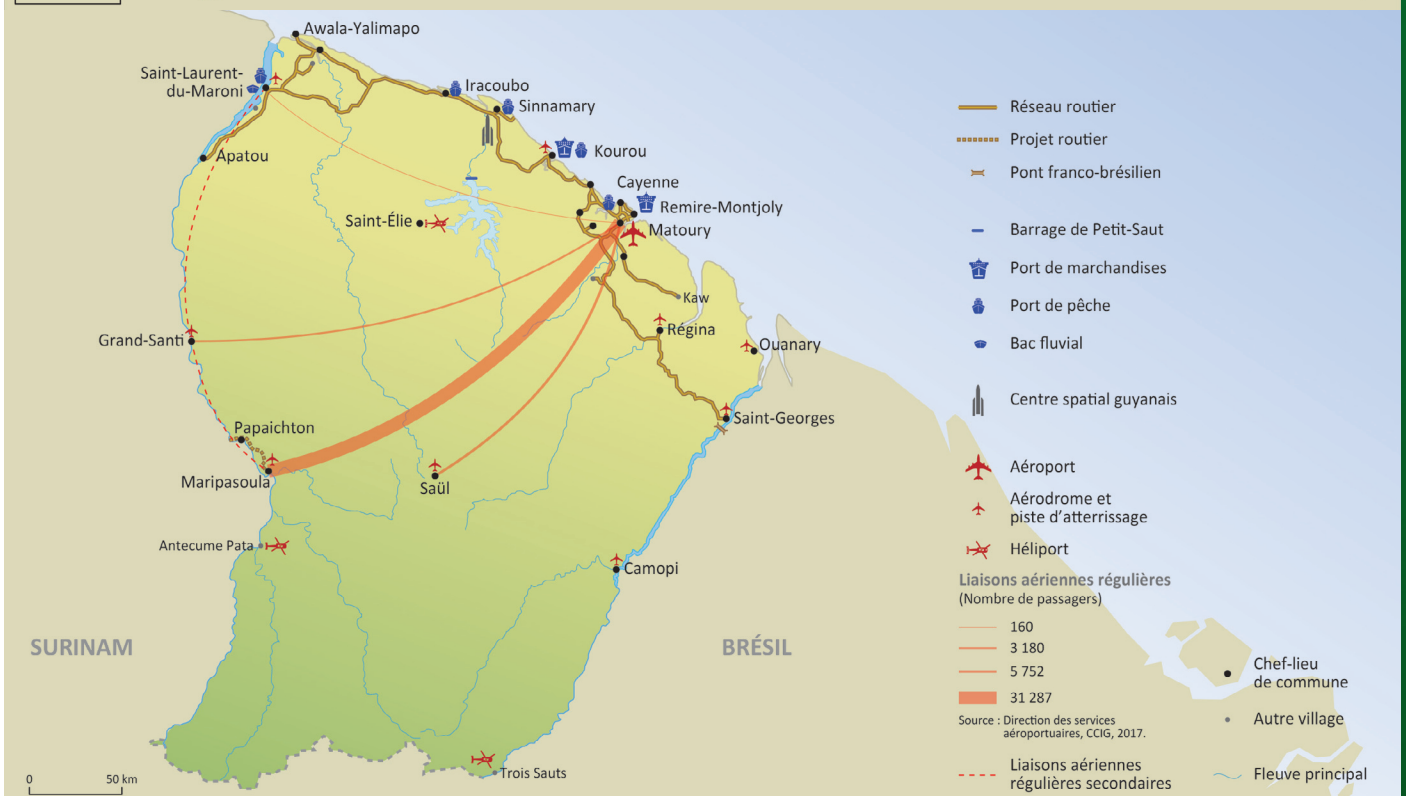 Awala-Yalimapo
Saint-Laurent-
du-Maroni
Iracoubo
Sinnamary
Apatou
Kourou
Cayenne
Remire-Montjoly
Saint-Élie
Matoury
Kaw
Grand-Santi
Régina
Ouanary
Saint-Georges
Papaichton
Maripasoula
Saül
Antecume Pata
Camopi
SURINAM
BRÉSIL
Trois Sauts
0
50 km
Réseau routier
Projet routier
Pont franco-brésilien
Barrage de Petit-Saut
Port de marchandises
Port de pêche
Bac fluvial
Centre spatial guyanais
Aéroport
Aérodrome et
piste d'atterrissage
Héliport
Liaisons aériennes régulières
(Nombre de passagers)
160
3 180
5 752
31 287
Source : Direction des services
aéroportuaires, CCIG, 2017.
Liaisons aériennes
régulières secondaires
Chef-lieu
de commune
Autre village
Fleuve principal